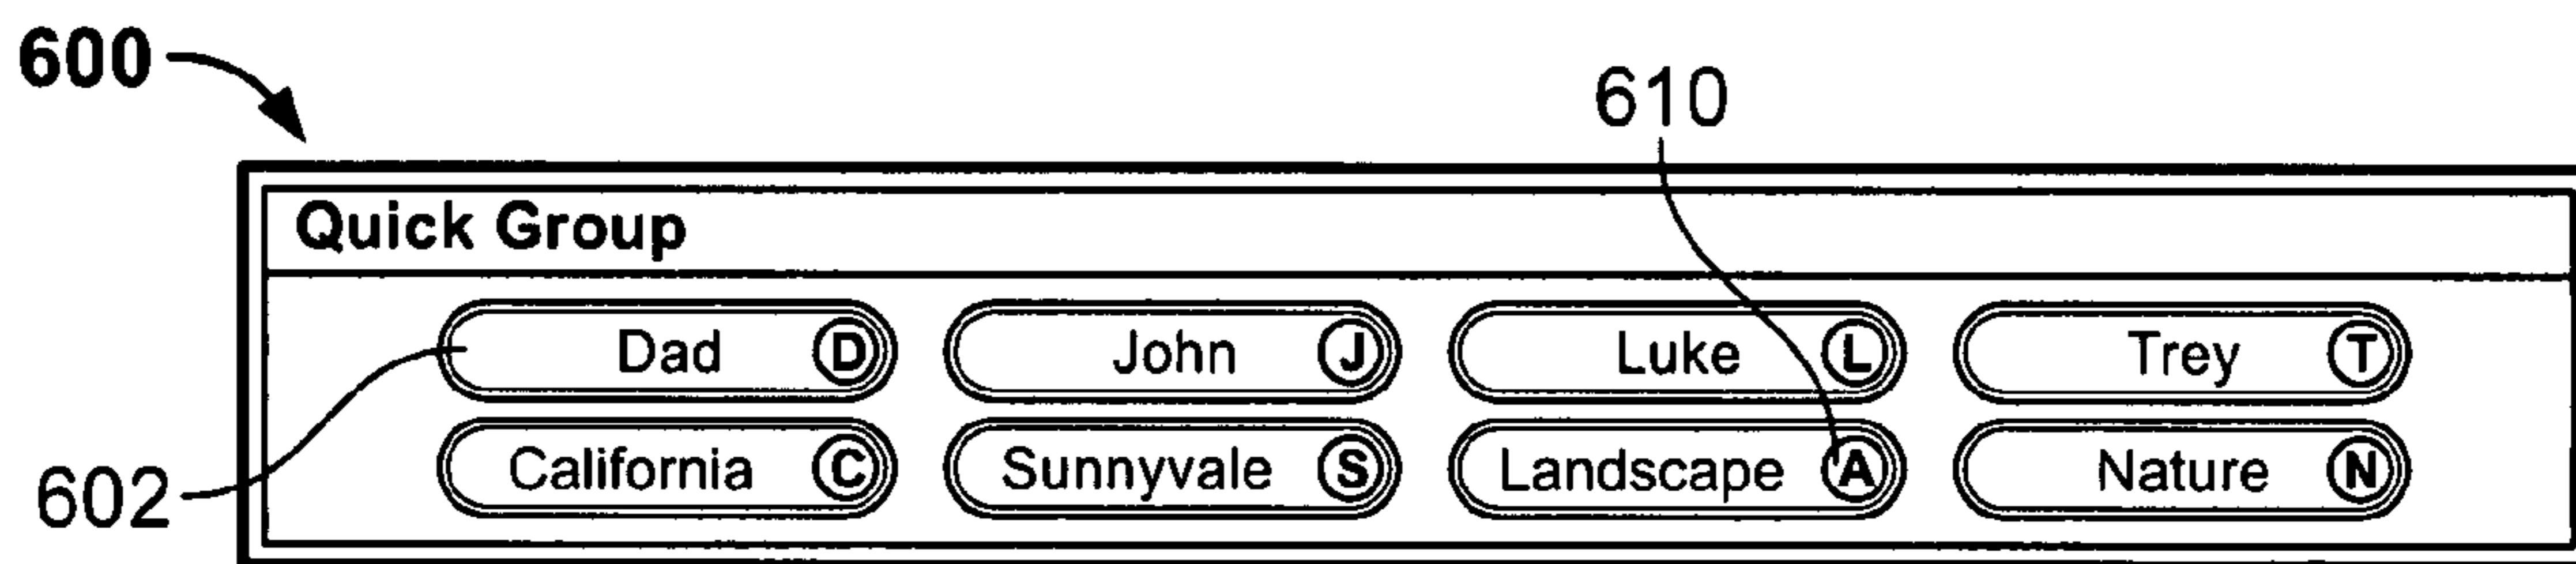 600
610
Quick Group
Dad D John J Luke L Trey T
California C Sunnyvale S Landscape A Nature N
602